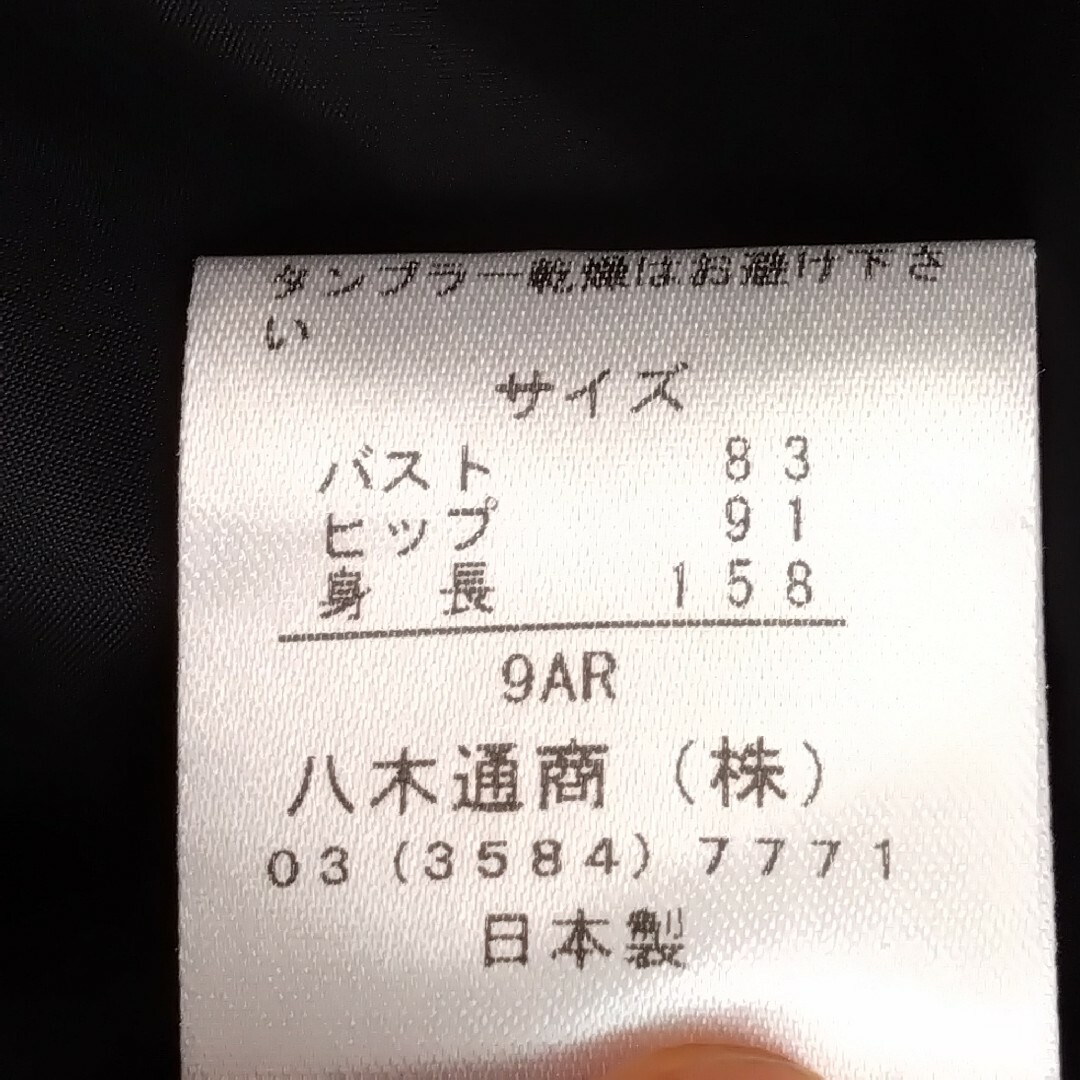 タンブラー乾燥はお避け下さ
い
サイズ
バスト 83
ヒップ 91
身長 158
9AR
八木通商（株）
03（3584）7771
日本製